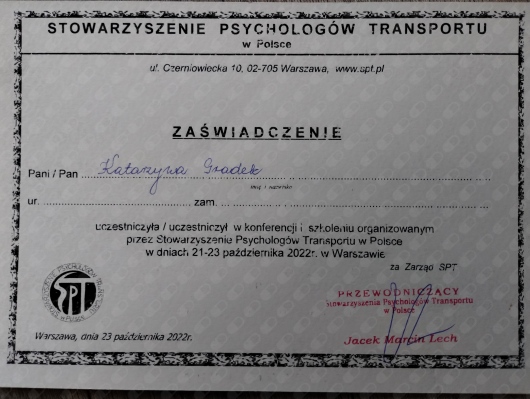 STOWARZYSZENIE PSYCHOLOGÓW TRANSPORTU
w Polsce
ul. Czerniowiecka 10, 02-705 Warszawa, www.spt.pl
ZAŚWIADCZENIE
Pani / Pan Katarzyna Gradek
imię i nazwisko
ur. zam.
uczestniczyła / uczestniczył w konferencji i szkoleniu organizowanym
przez Stowarzyszenie Psychologów Transportu w Polsce
w dniach 21-23 października 2022r. w Warszawie
za Zarząd SPT
PRZEWODNICZĄCY
Stowarzyszenia Psychologów Transportu
w Polsce
Jacek Marcin Lech
SPT
Warszawa, dnia 23 października 2022r.